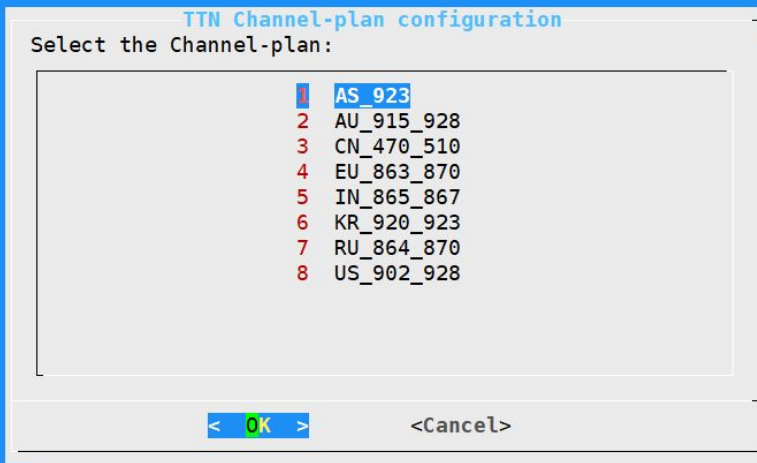 TTN Channel-plan configuration
Select the Channel-plan:
1 AS_923
2 AU_915_928
3 CN_470_510
4 EU_863_870
5 IN_865_867
6 KR_920_923
7 RU_864_870
8 US_902_928
< OK > <Cancel>